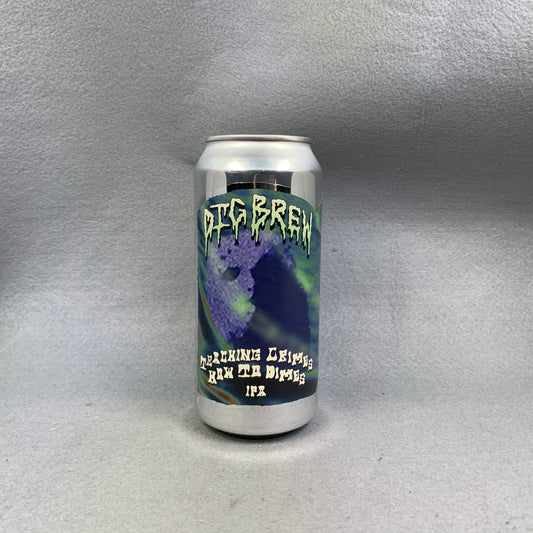 DIG BREW
TEACHING CRIMES
HOW TO DIMES
IPA